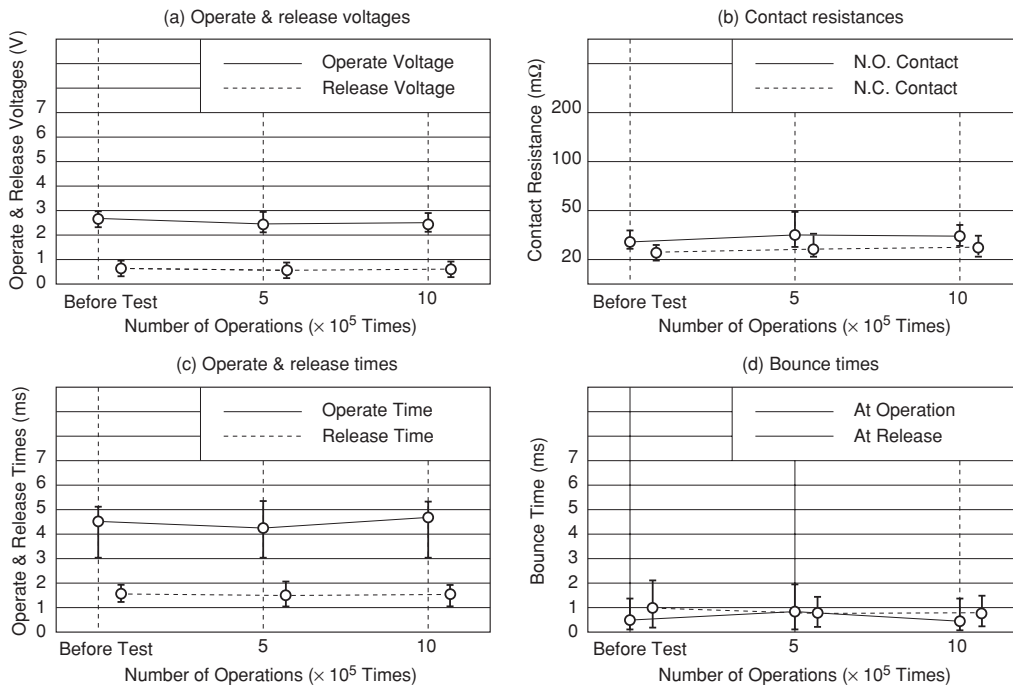 (a) Operate & release voltages
Operate & Release Voltages (V)
Operate Voltage
Release Voltage
7
6
5
4
3
2
1
0
Before Test
5
10
Number of Operations (× 10⁵ Times)
(b) Contact resistances
Contact Resistance (mΩ)
N.O. Contact
N.C. Contact
200
100
50
20
Before Test
5
10
Number of Operations (× 10⁵ Times)
(c) Operate & release times
Operate & Release Times (ms)
Operate Time
Release Time
7
6
5
4
3
2
1
0
Before Test
5
10
Number of Operations (× 10⁵ Times)
(d) Bounce times
Bounce Time (ms)
At Operation
At Release
7
6
5
4
3
2
1
0
Before Test
5
10
Number of Operations (× 10⁵ Times)